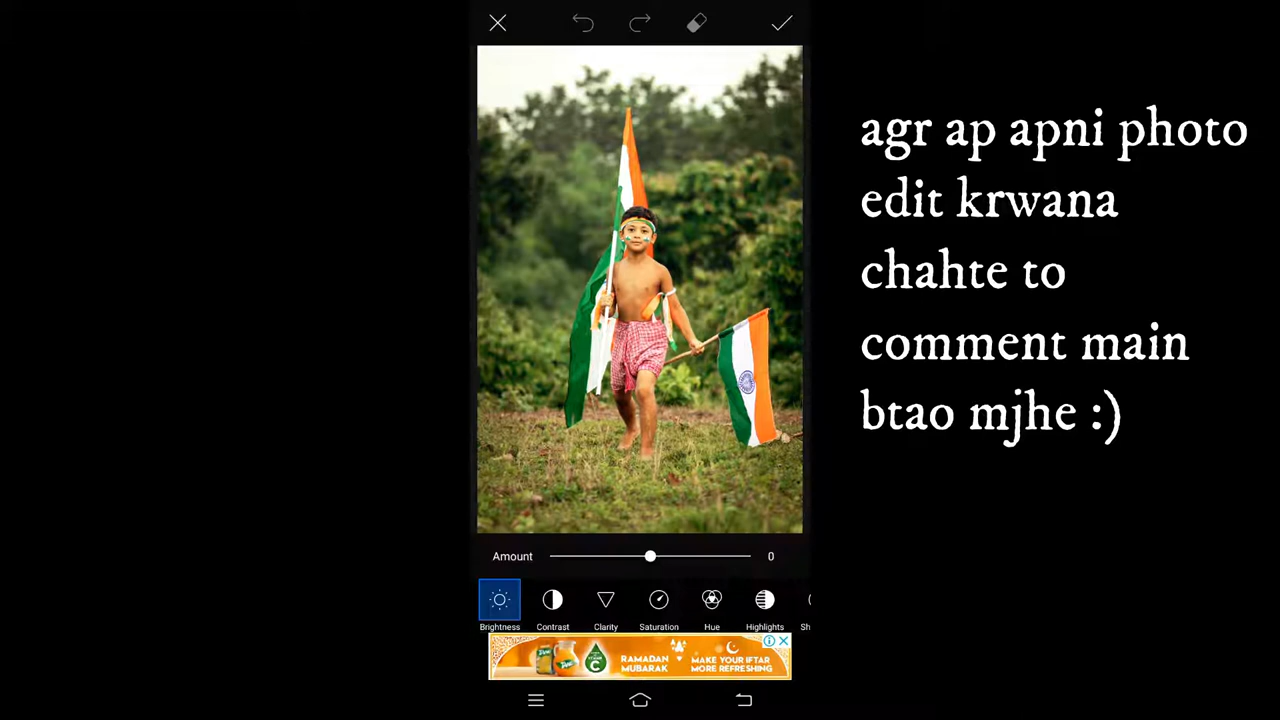 agr ap apni photo
edit krwana
chahte to
comment main
btao mjhe :)
Amount 0
Brightness Contrast Clarity Saturation Hue Highlights Sh
RAMADAN MUBARAK
MAKE YOUR IFTAR MORE REFRESHING